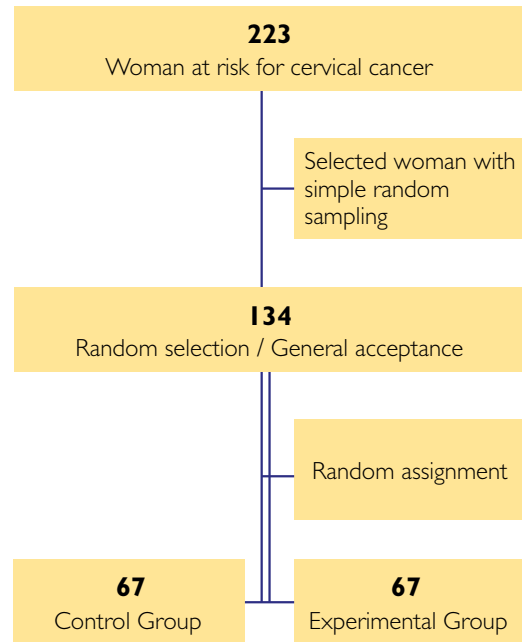 223
Woman at risk for cervical cancer
Selected woman with
simple random
sampling
134
Random selection / General acceptance
Random assignment
67
Control Group
67
Experimental Group